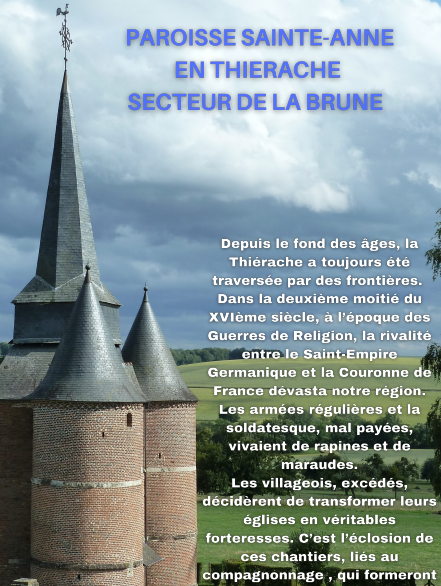 PAROISSE SAINTE-ANNE
EN THIERACHE
SECTEUR DE LA BRUNE
Depuis le fond des âges, la
Thiérache a toujours été
traversée par des frontières.
Dans la deuxième moitié du
XVIème siècle, à l'époque des
Guerres de Religion, la rivalité
entre le Saint-Empire
Germanique et la Couronne de
France dévasta notre région.
Les armées régulières et la
soldatesque, mal payées,
vivaient de rapines et de
maraudes.
Les villageois, excédés,
décidèrent de transformer leurs
églises en véritables
forteresses. C'est l'éclosion de
ces chantiers, liés au
compagnonnage , qui formeront